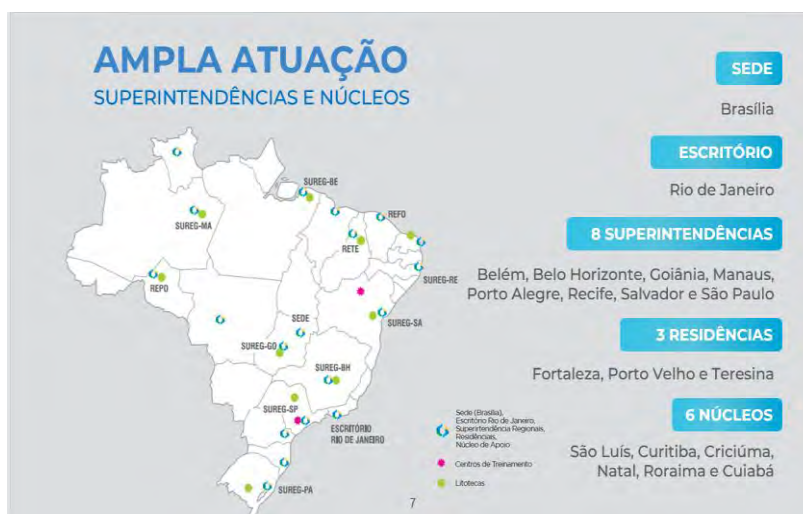 AMPLA ATUAÇÃO
SUPERINTENDÊNCIAS E NÚCLEOS
SUREG-BE
SUREG-MA
REFO
RETE
SUREG-RE
REPO
SEDE
SUREG-SA
SUREG-GO
SUREG-BH
SUREG-SP
ESCRITÓRIO
RIO DE JANEIRO
SUREG-PA
Sede (Brasília),
Escritório Rio de Janeiro,
Superintendência Regionais,
Residências,
Núcleo de Apoio
Centros de Treinamento
Litotecas
SEDE
Brasília
ESCRITÓRIO
Rio de Janeiro
8 SUPERINTENDÊNCIAS
Belém, Belo Horizonte, Goiânia, Manaus,
Porto Alegre, Recife, Salvador e São Paulo
3 RESIDÊNCIAS
Fortaleza, Porto Velho e Teresina
6 NÚCLEOS
São Luís, Curitiba, Criciúma,
Natal, Roraima e Cuiabá
7